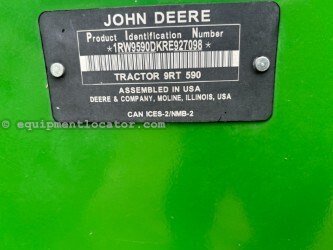 JOHN DEERE
Product Identification Number
*1RW9590DKRE927098*
TRACTOR 9RT 590
ASSEMBLED IN USA
DEERE & COMPANY, MOLINE, ILLINOIS, USA
CAN ICES-2/NMB-2
© equipmentlocator.com